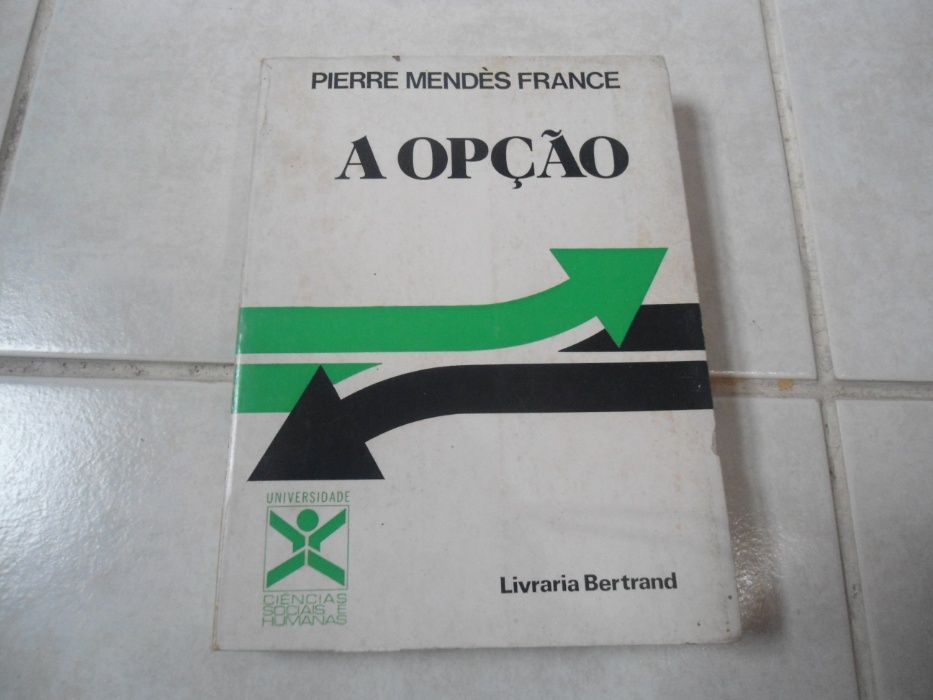 PIERRE MENDÈS FRANCE
A OPÇÃO
UNIVERSIDADE
CIÊNCIAS
SOCIAIS E
HUMANAS
Livraria Bertrand